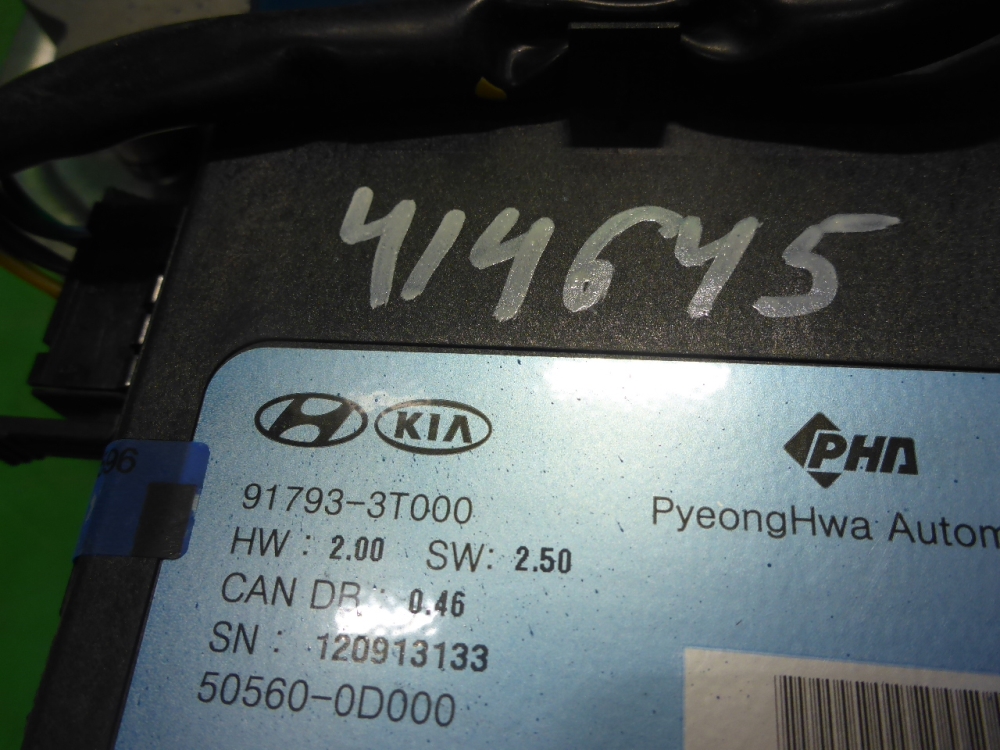 414645
KIA
PHA
91793-3T000
PyeongHwa Autom
HW : 2.00 SW: 2.50
CAN DB : 0.46
SN : 120913133
50560-0D000
96